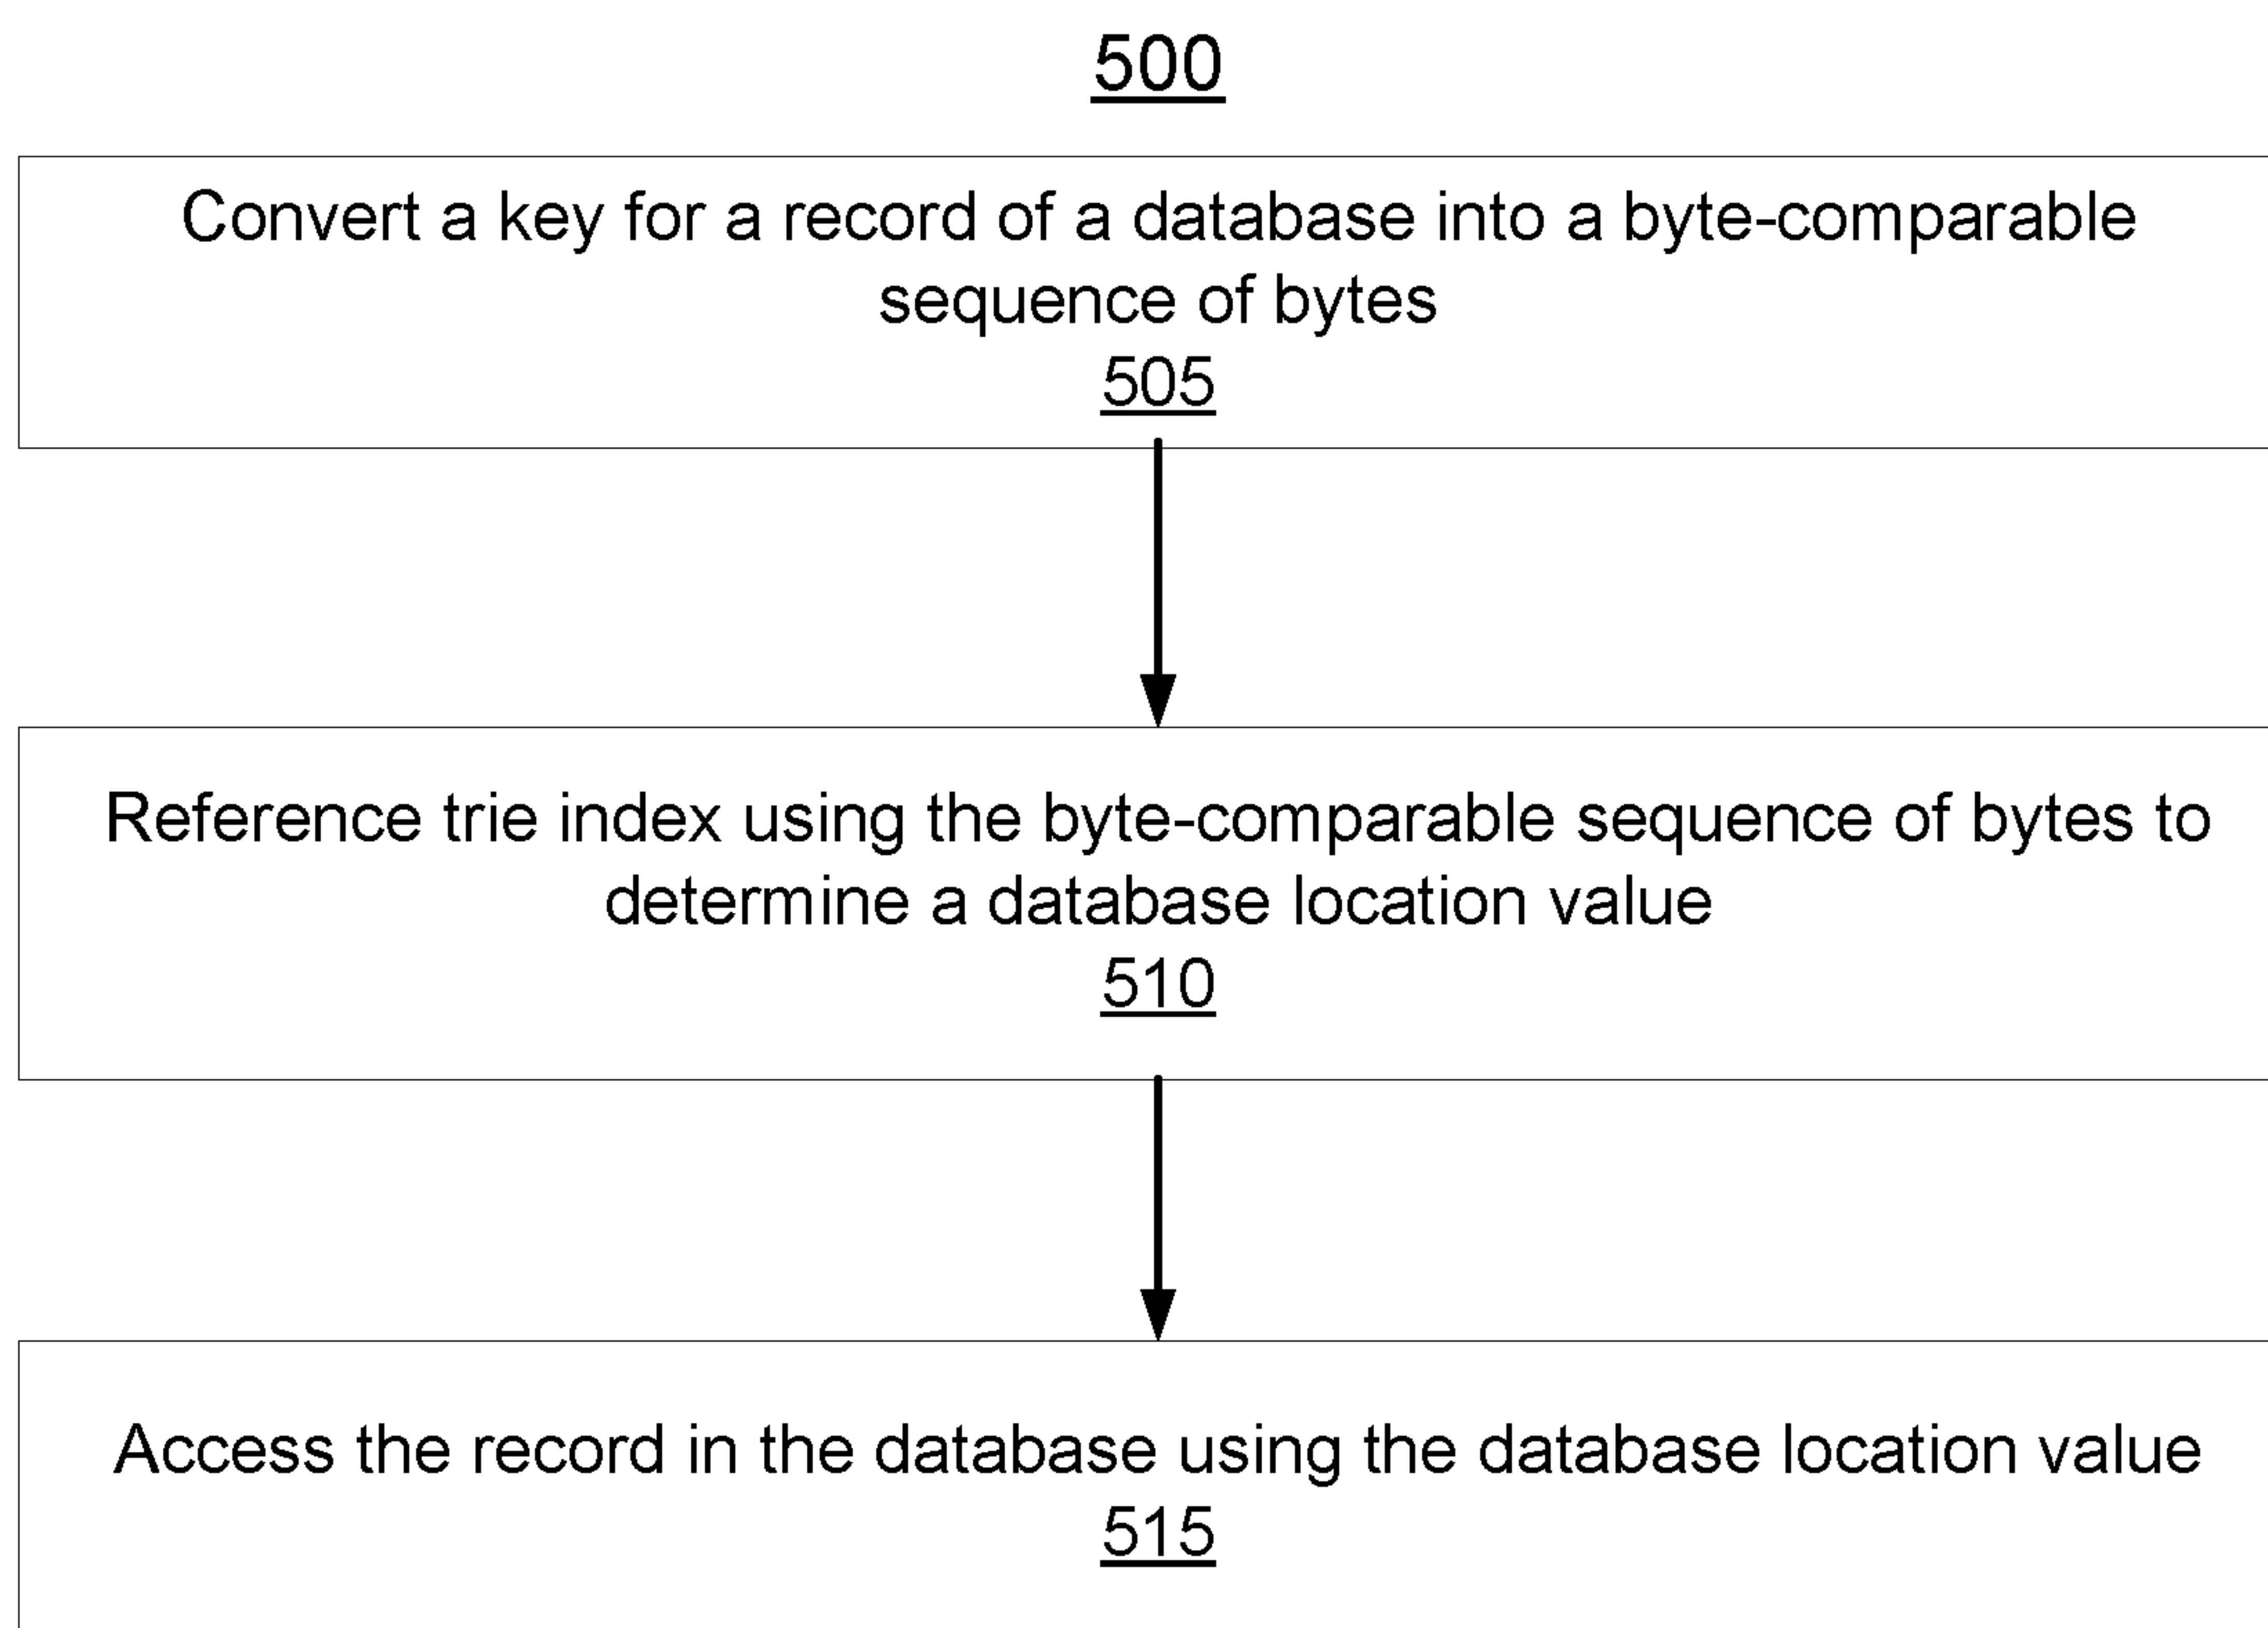 500
Convert a key for a record of a database into a byte-comparable
sequence of bytes
505
Reference trie index using the byte-comparable sequence of bytes to
determine a database location value
510
Access the record in the database using the database location value
515